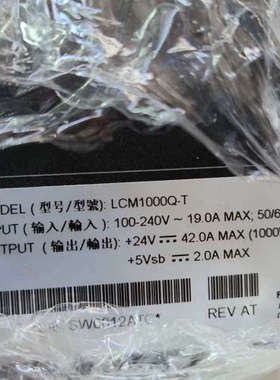 DEL ( 型号/型號): LCM1000Q-T
PUT (输入/輸入): 100-240V ~ 19.0A MAX; 50/6
TPUT (输出/輸出): +24V ⎓ 42.0A MAX (1000
+5Vsb ⎓ 2.0A MAX
REV AT